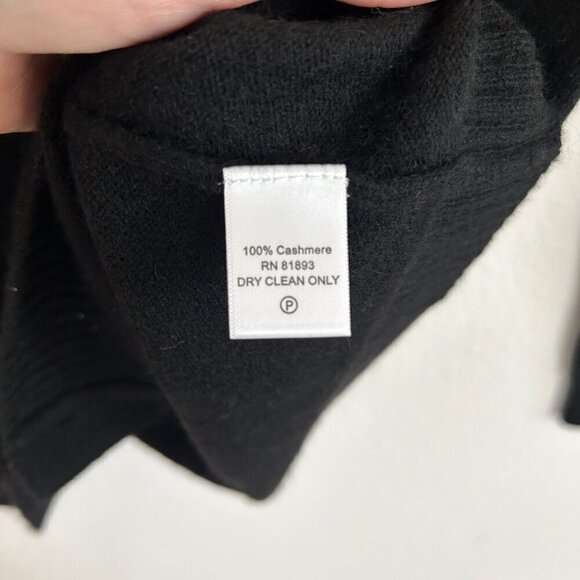 100% Cashmere
RN 81893
DRY CLEAN ONLY
P